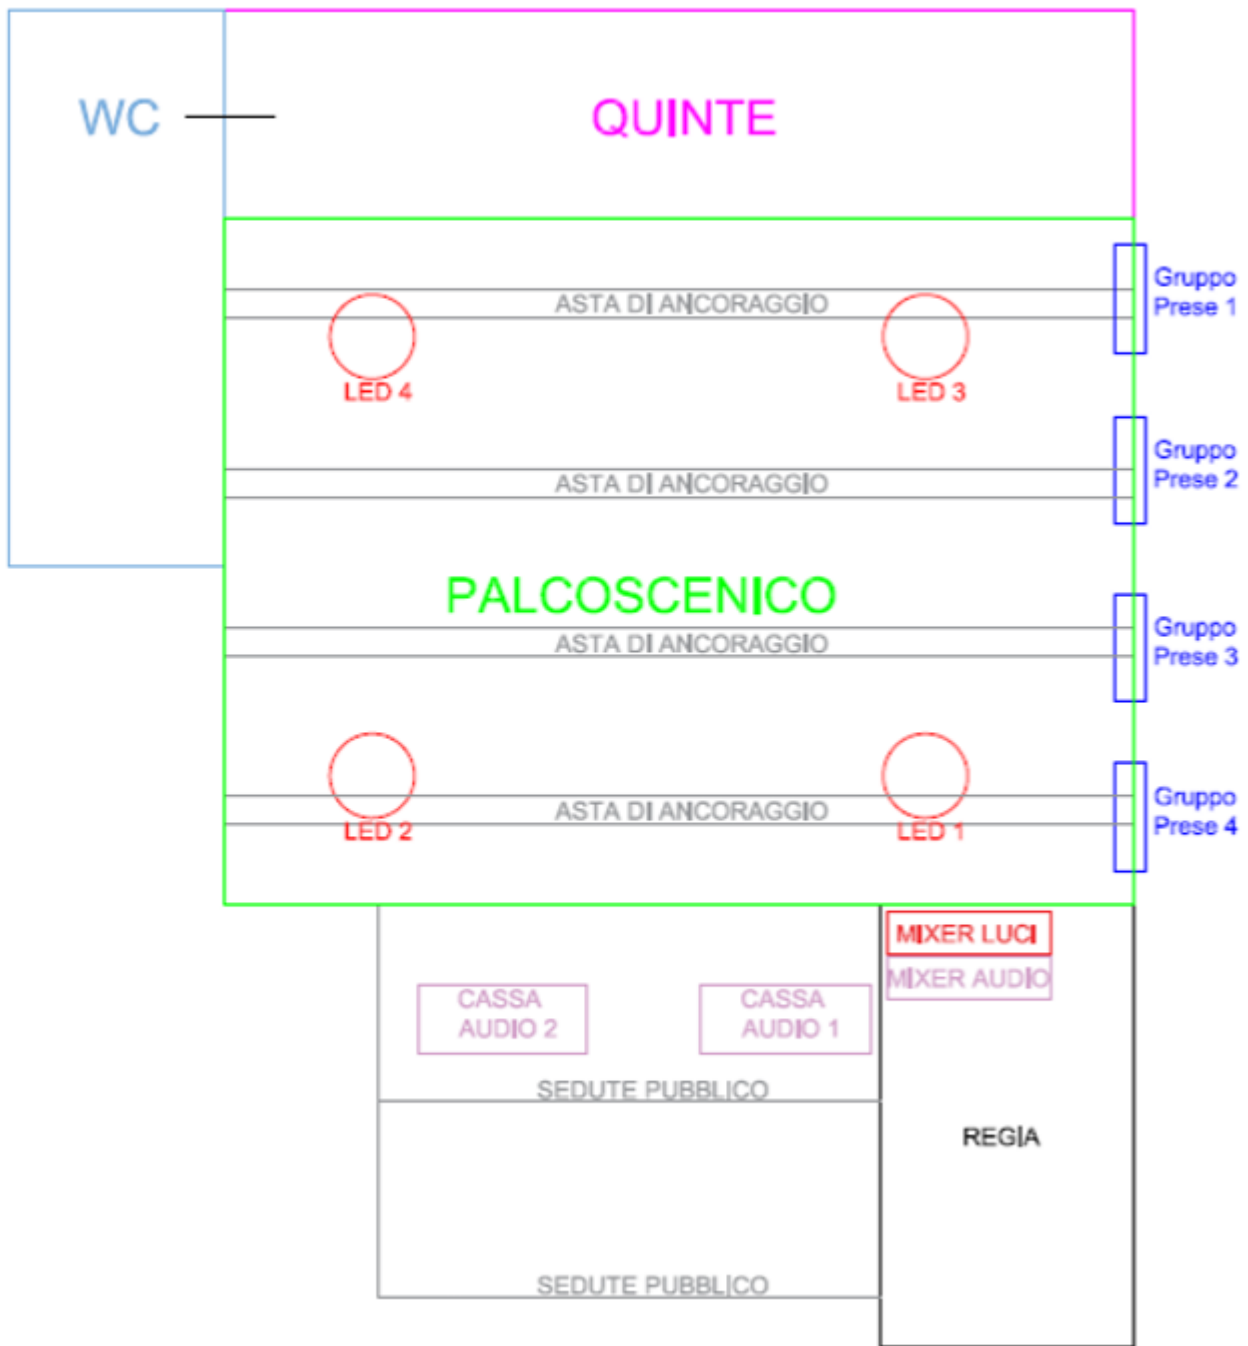 WC
QUINTE
ASTA DI ANCORAGGIO
Gruppo
Prese 1
LED 4
LED 3
ASTA DI ANCORAGGIO
Gruppo
Prese 2
PALCOSCENICO
ASTA DI ANCORAGGIO
Gruppo
Prese 3
ASTA DI ANCORAGGIO
Gruppo
Prese 4
LED 2
LED 1
MIXER LUCI
MIXER AUDIO
CASSA
AUDIO 2
CASSA
AUDIO 1
SEDUTE PUBBLICO
REGIA
SEDUTE PUBBLICO